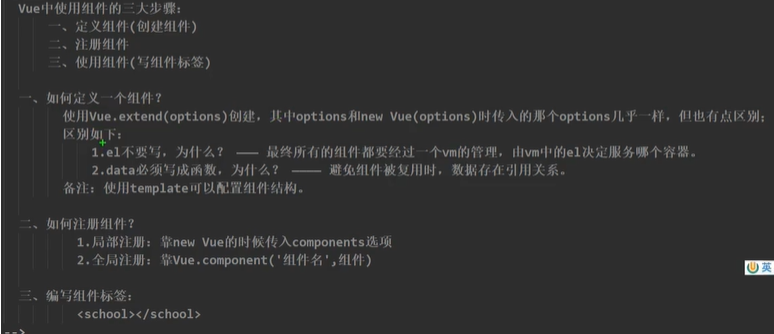 Vue中使用组件的三大步骤:
一、定义组件(创建组件)
二、注册组件
三、使用组件(写组件标签)
一、如何定义一个组件？
使用Vue.extend(options)创建，其中options和new Vue(options)时传入的那个options几乎一样，但也有点区别；
区别如下：
1.el不要写，为什么？ ——— 最终所有的组件都要经过一个vm的管理，由vm中的el决定服务哪个容器。
2.data必须写成函数，为什么？ ———— 避免组件被复用时，数据存在引用关系。
备注：使用template可以配置组件结构。
二、如何注册组件？
1.局部注册：靠new Vue的时候传入components选项
2.全局注册：靠Vue.component('组件名',组件)
英
三、编写组件标签：
<school></school>
-->